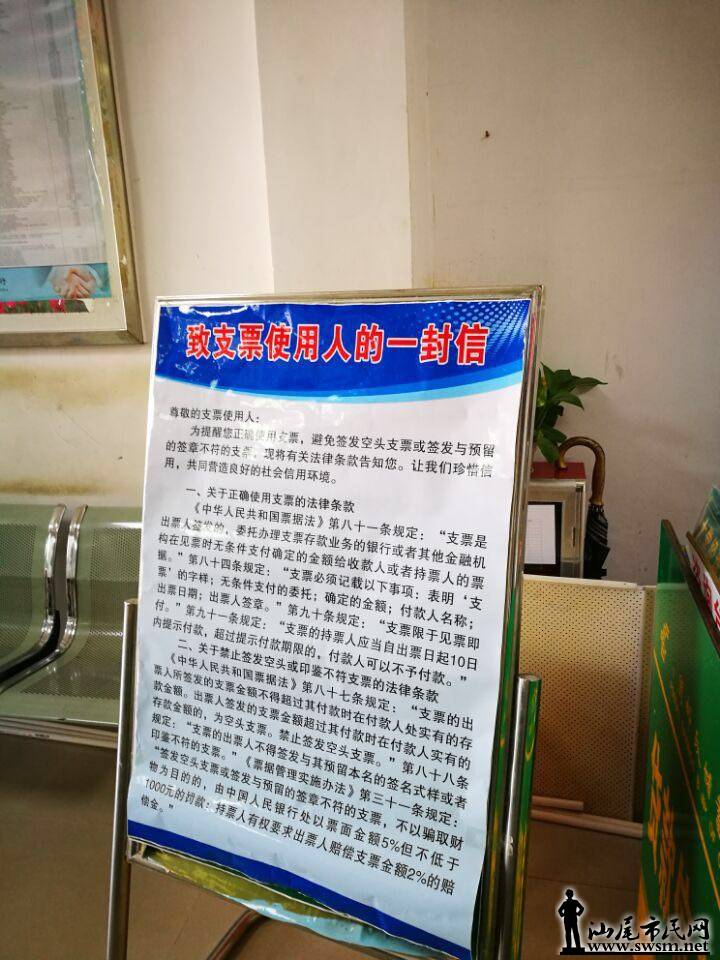 致支票使用人的一封信
尊敬的支票使用人：
为提醒您正确使用支票，避免签发空头支票或签发与预留
的签章不符的支票，现将有关法律条款告知您。让我们珍惜信
用，共同营造良好的社会信用环境。
一、关于正确使用支票的法律条款
《中华人民共和国票据法》第八十一条规定：“支票是
出票人签发的，委托办理支票存款业务的银行或者其他金融机
构在见票时无条件支付确定的金额给收款人或者持票人的票
据。”第八十四条规定：“支票必须记载以下事项：表明‘支
票’的字样；无条件支付的委托；确定的金额；付款人名称；
出票日期；出票人签章。”第九十条规定：“支票限于见票即
付。”第九十一条规定：“支票的持票人应当自出票日起10日
内提示付款，超过提示付款期限的，付款人可以不予付款。”
二、关于禁止签发空头或印鉴不符支票的法律条款
《中华人民共和国票据法》第八十七条规定：“支票的出
票人所签发的支票金额不得超过其付款时在付款人处实有的存
款金额。出票人签发的支票金额超过其付款时在付款人实有的
存款金额的，为空头支票。禁止签发空头支票。”第八十八条
规定：“支票的出票人不得签发与其预留本名的签名式样或者
印鉴不符的支票。”《票据管理实施办法》第三十一条规定：
“签发空头支票或签发与预留的签章不符的支票，不以骗取财
物为目的的，由中国人民银行处以票面金额5%但不低于
1000元的罚款；持票人有权要求出票人赔偿支票金额2%的赔
偿金。”
汕尾市民网
www.swsm.net